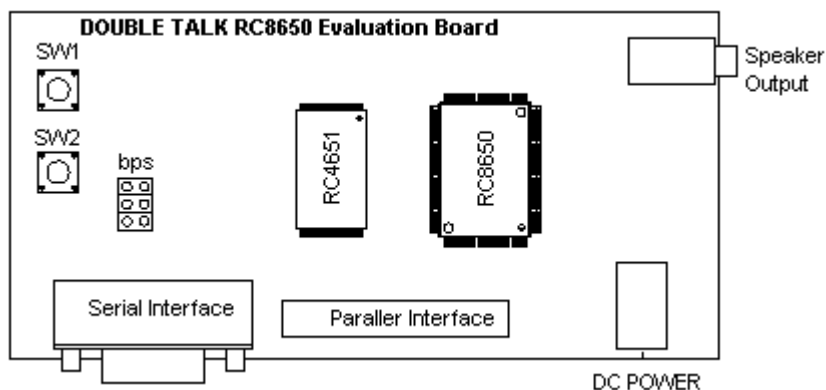 DOUBLE TALK RC8650 Evaluation Board
SW1
Speaker
Output
SW2
bps
RC4651
RC8650
Serial Interface
Paraller Interface
DC POWER